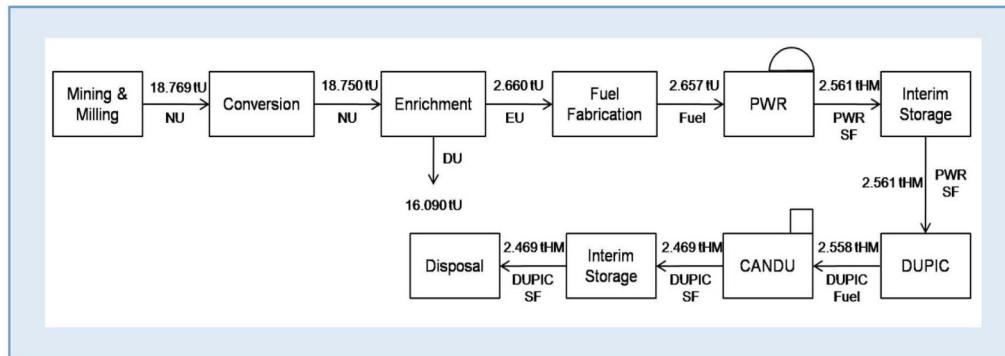 Mining &
Milling
18.769 tU
NU
Conversion
18.750 tU
NU
Enrichment
2.660 tU
EU
Fuel
Fabrication
2.657 tU
Fuel
PWR
2.561 tHM
PWR
SF
Interim
Storage
DU
16.090 tU
2.561 tHM
PWR
SF
Disposal
2.469 tHM
DUPIC
SF
Interim
Storage
2.469 tHM
DUPIC
SF
CANDU
2.558 tHM
DUPIC
Fuel
DUPIC